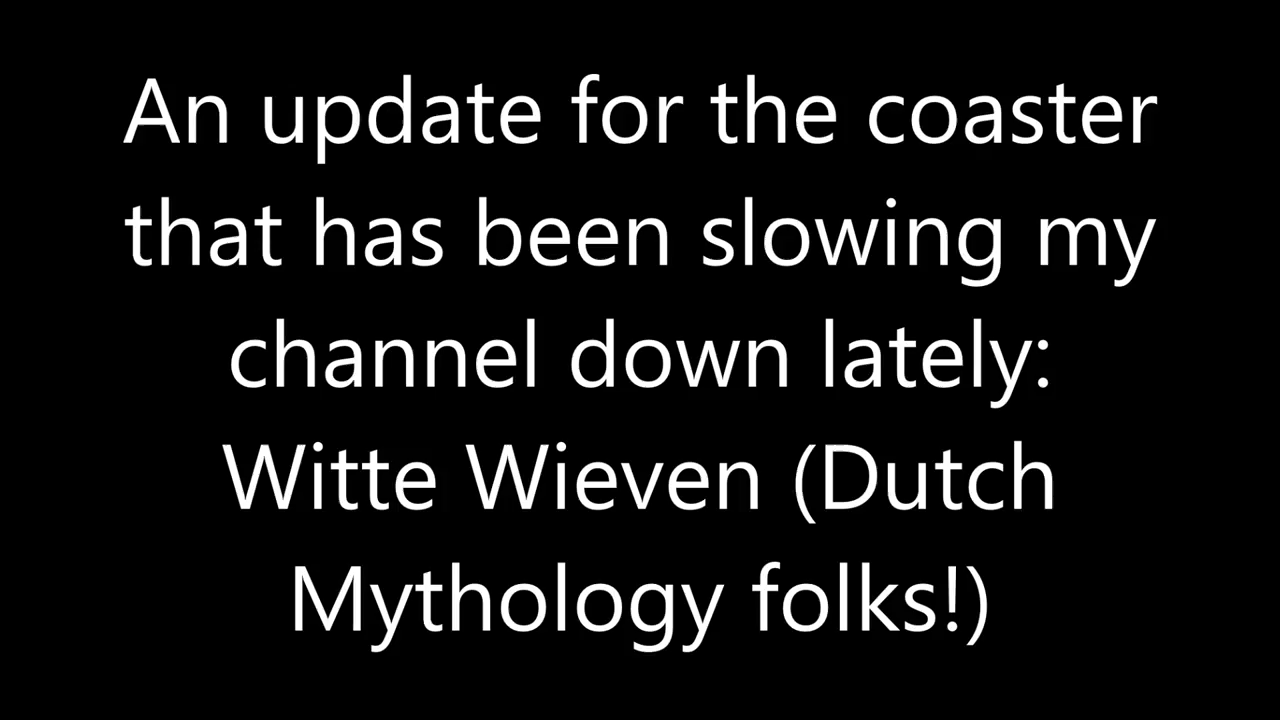 An update for the coaster
that has been slowing my
channel down lately:
Witte Wieven (Dutch
Mythology folks!)